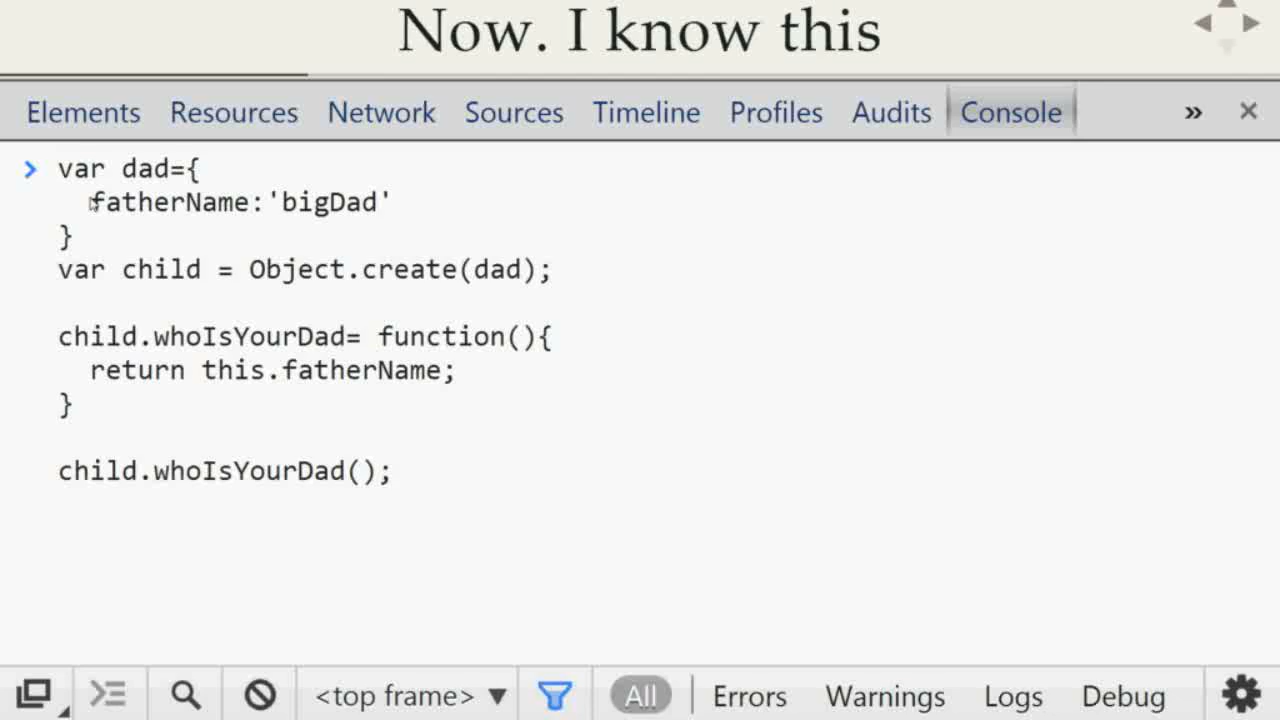 Now. I know this
Elements Resources Network Sources Timeline Profiles Audits Console » ×
> var dad={
fatherName:'bigDad'
}
var child = Object.create(dad);
child.whoIsYourDad= function(){
return this.fatherName;
}
child.whoIsYourDad();
<top frame> ▼ All Errors Warnings Logs Debug